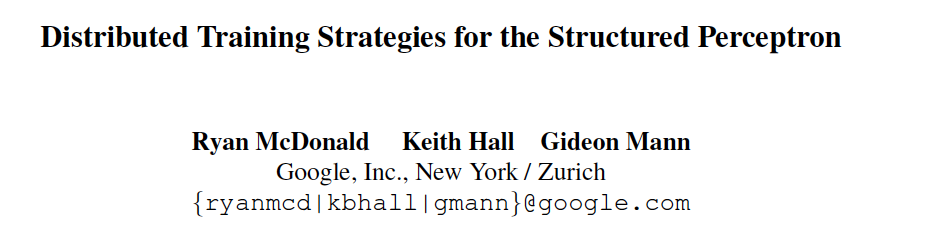 Distributed Training Strategies for the Structured Perceptron
Ryan McDonald Keith Hall Gideon Mann
Google, Inc., New York / Zurich
{ryanmcd|kbhall|gmann}@google.com